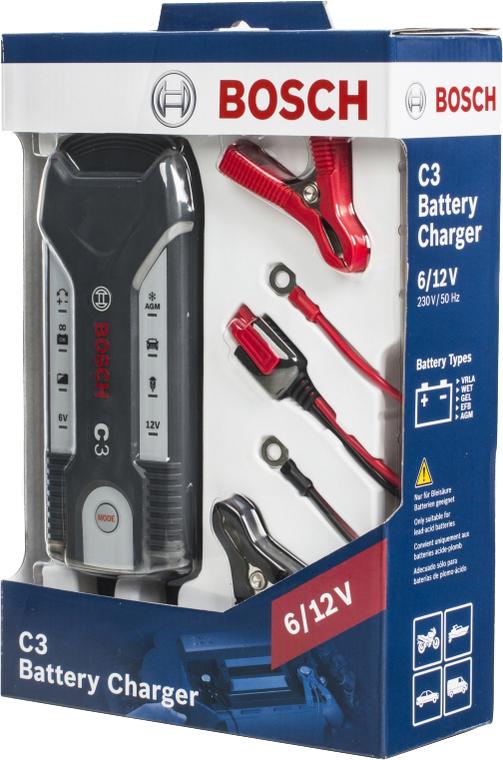 BOSCH
BOSCH
C3
Battery
Charger
6/12V
230 V/ 50 Hz
Battery Types
VRLA
WET
GEL
EFB
AGM
Nur für Bleisäure
Batterien geeignet
Only suitable for
lead-acid batteries
Convient uniquement aux
batteries acide-plomb
Adecuado sólo para
baterías de plomo-ácido
AGM
6V
12V
BOSCH
C3
MODE
6/12V
C3
Battery Charger